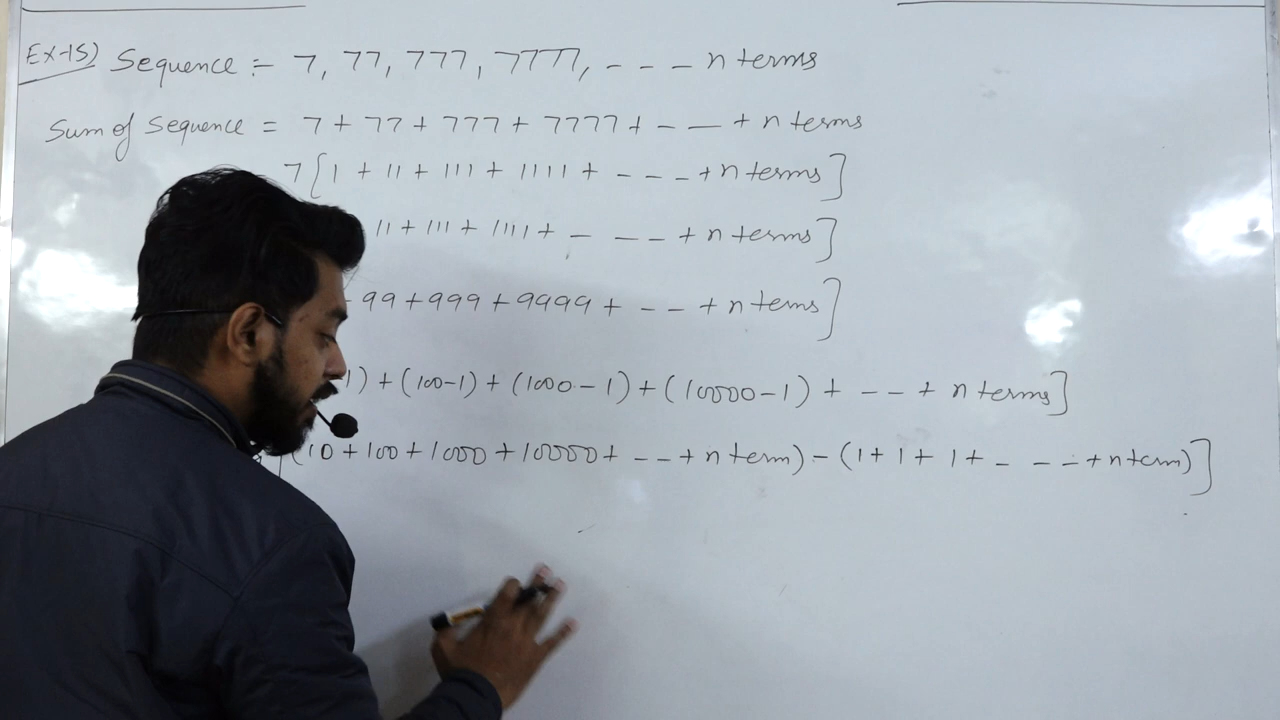 Ex-15) Sequence :- 7, 77, 777, 7777, - - - n terms
Sum of Sequence = 7 + 77 + 777 + 7777 + - — + n terms
7[1 + 11 + 111 + 1111 + - - - + n terms]
11 + 111 + 1111 + - - - + n terms]
99 + 999 + 9999 + - - + n terms]
1) + (100-1) + (1000-1) + (10000-1) + - - + n terms]
(10 + 100 + 1000 + 10000 + - - + n term) - (1 + 1 + 1 + - - - + n term)]